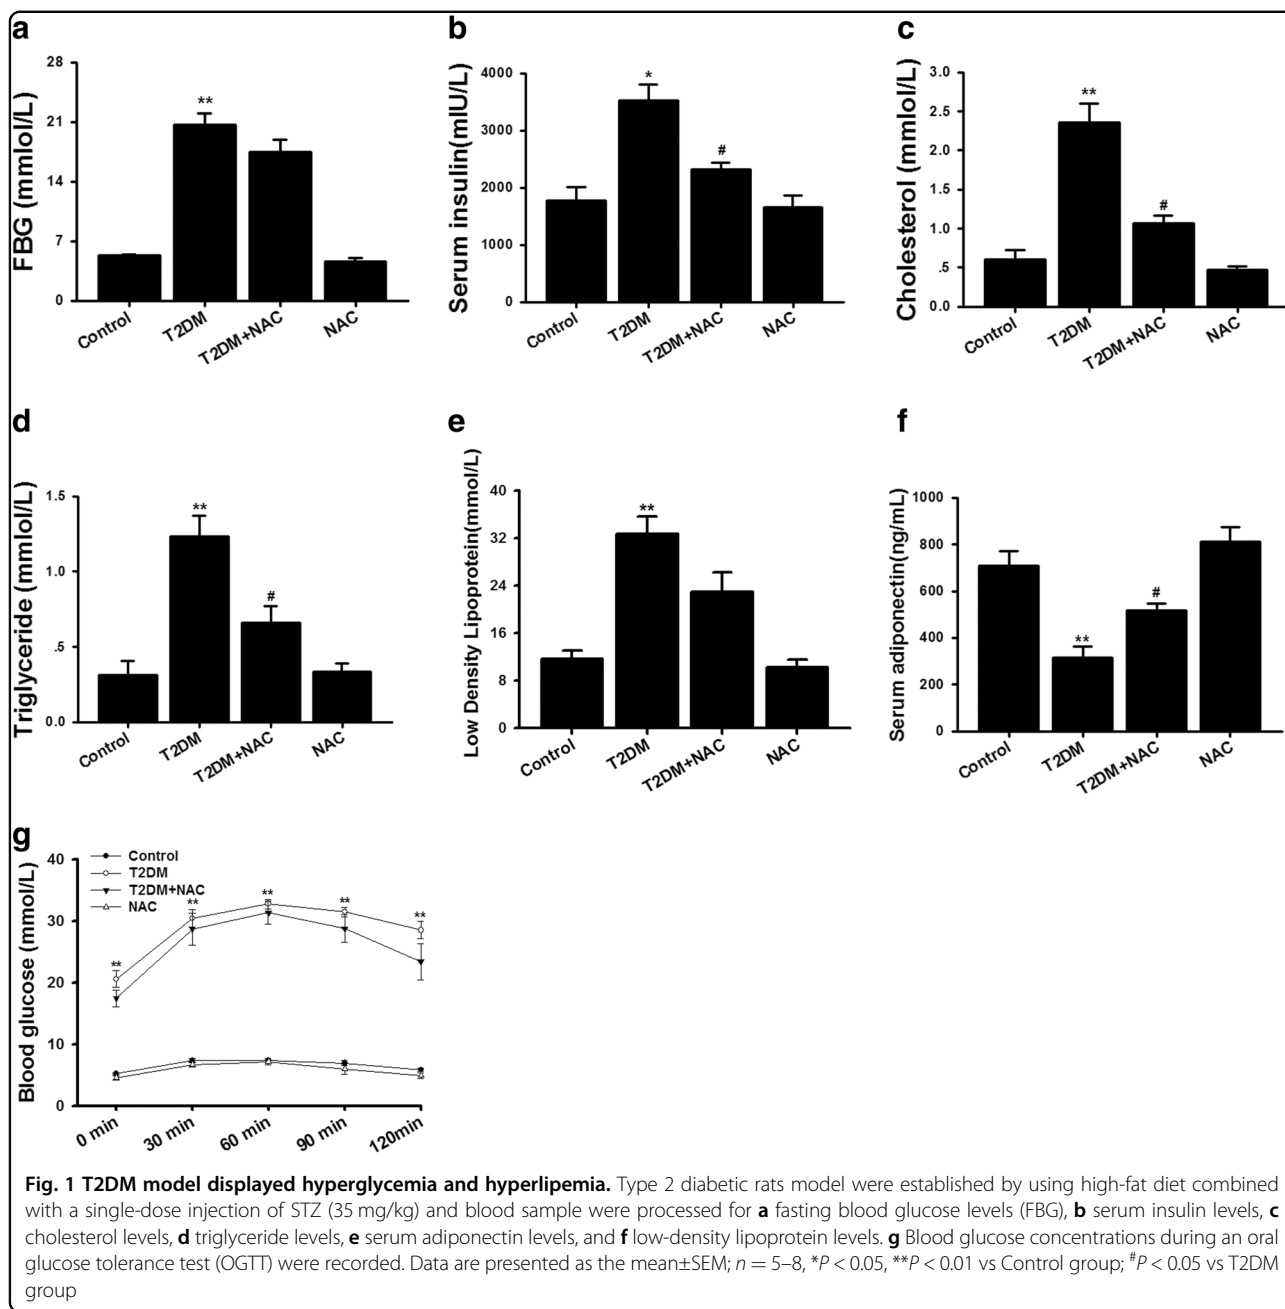 a
FBG (mmlol/L)
28
21
14
7
0
**
Control
T2DM
T2DM+NAC
NAC
b
Serum insulin(mIU/L)
4000
3000
2000
1000
0
*
#
Control
T2DM
T2DM+NAC
NAC
c
Cholesterol (mmlol/L)
3.0
2.5
2.0
1.5
1.0
.5
0.0
**
#
Control
T2DM
T2DM+NAC
NAC
d
Triglyceride (mmlol/L)
1.5
1.0
.5
0.0
**
#
Control
T2DM
T2DM+NAC
NAC
e
Low Density Lipoprotein(mmol/L)
40
32
24
16
8
0
**
Control
T2DM
T2DM+NAC
NAC
f
Serum adiponectin(ng/mL)
1000
800
600
400
200
0
**
#
Control
T2DM
T2DM+NAC
NAC
g
Blood glucose (mmol/L)
40
30
20
10
0
Control
T2DM
T2DM+NAC
NAC
**
**
**
**
**
0 min
30 min
60 min
90 min
120min
Fig. 1 T2DM model displayed hyperglycemia and hyperlipemia. Type 2 diabetic rats model were established by using high-fat diet combined
with a single-dose injection of STZ (35 mg/kg) and blood sample were processed for a fasting blood glucose levels (FBG), b serum insulin levels, c
cholesterol levels, d triglyceride levels, e serum adiponectin levels, and f low-density lipoprotein levels. g Blood glucose concentrations during an oral
glucose tolerance test (OGTT) were recorded. Data are presented as the mean±SEM; n = 5–8, *P < 0.05, **P < 0.01 vs Control group; #P < 0.05 vs T2DM
group